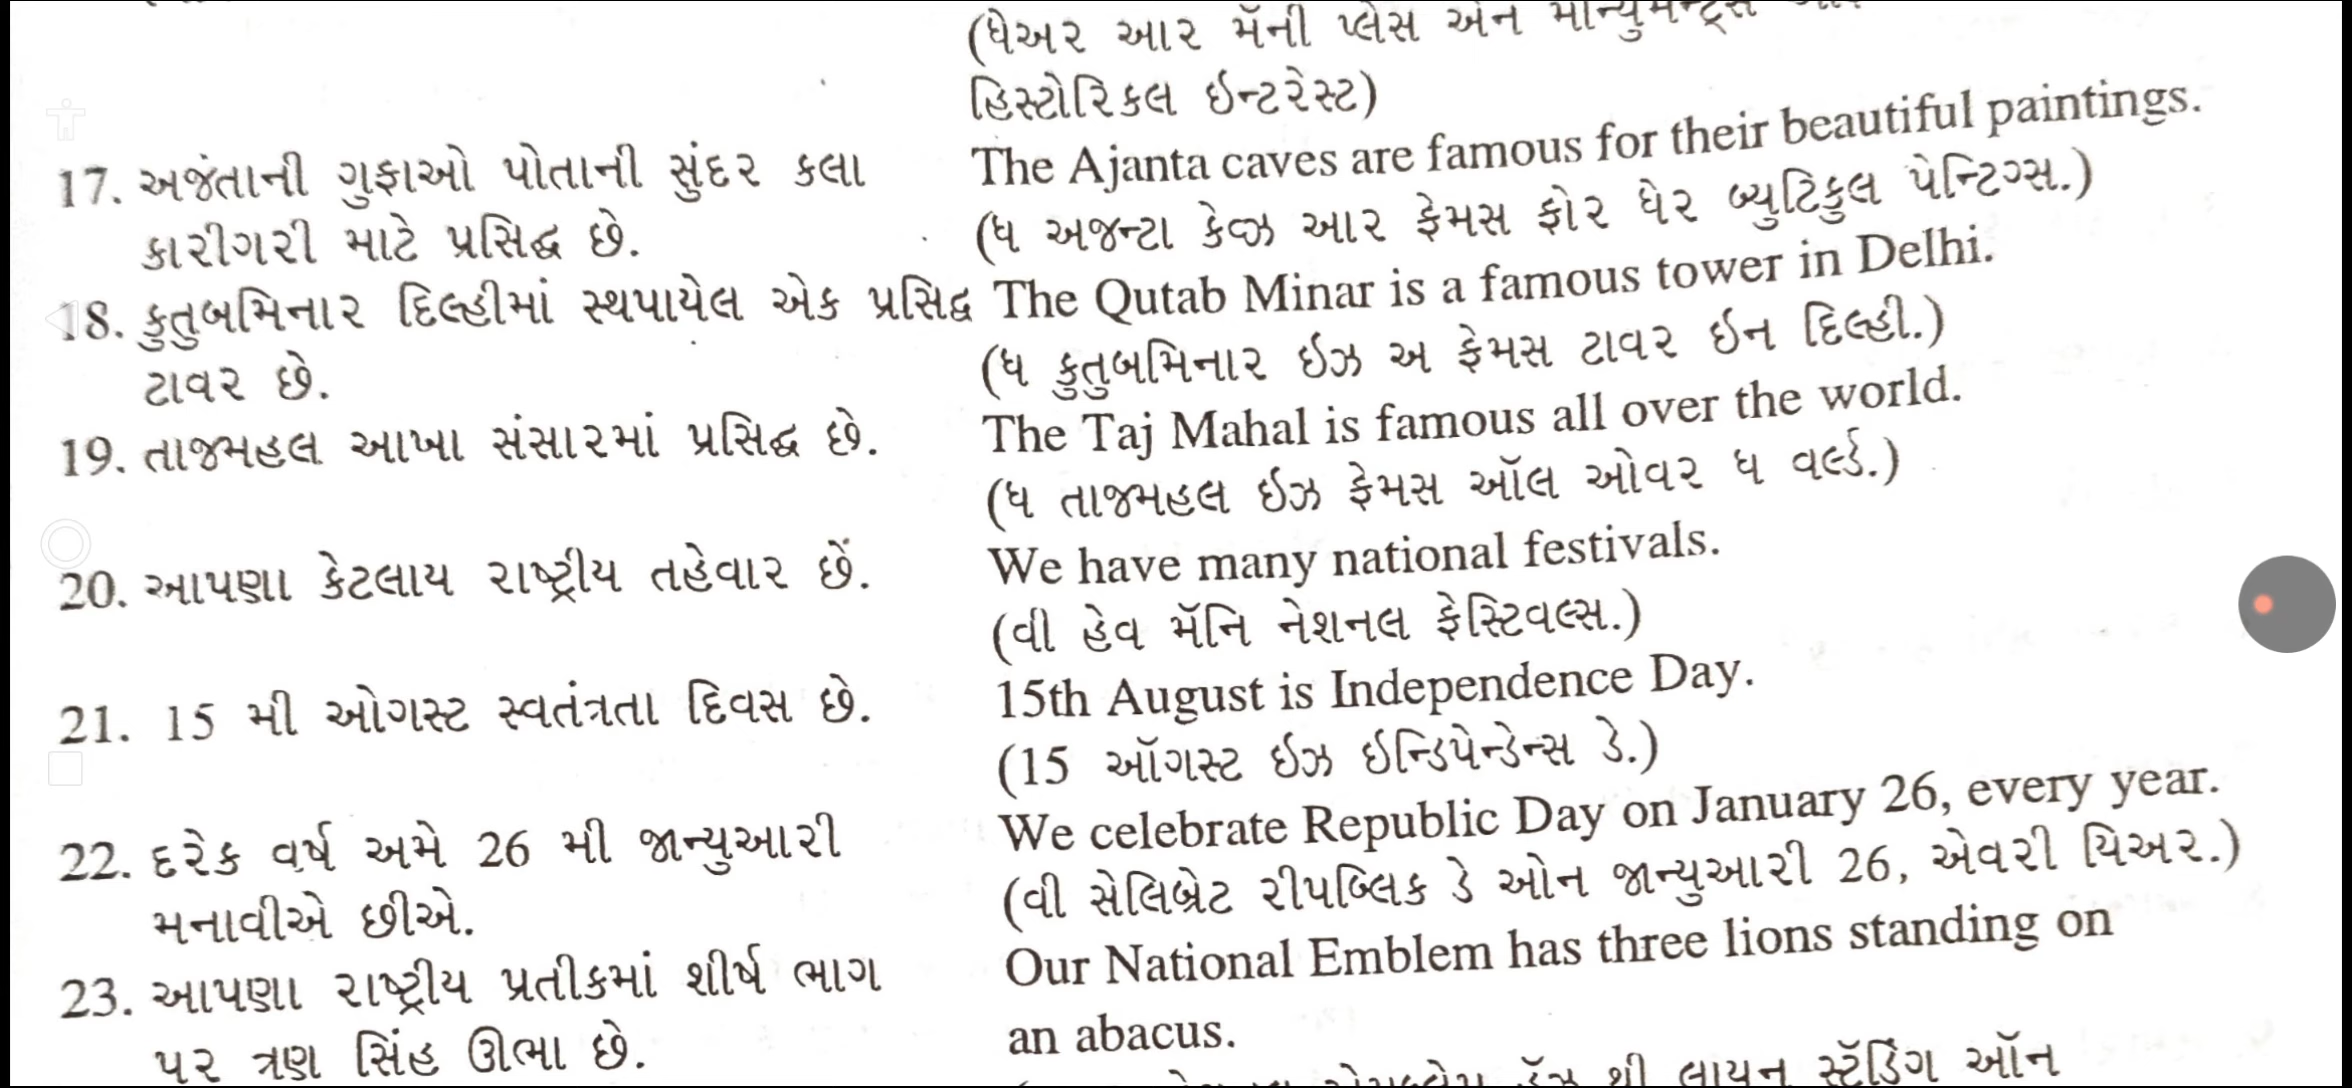 (ધેઅર આર મૅની પ્લેસ એન
હિસ્ટોરિકલ ઇન્ટરેસ્ટ)
17. અજંતાની ગુફાઓ પોતાની સુંદર કલા
કારીગરી માટે પ્રસિદ્ધ છે.
The Ajanta caves are famous for their beautiful paintings.
(ધ અજન્ટા કેવ્ઝ આર ફેમસ ફોર ધેર બ્યુટિફુલ પેન્ટિગ્સ.)
18. કુતુબમિનાર દિલ્હીમાં સ્થપાયેલ એક પ્રસિદ્ધ
ટાવર છે.
The Qutab Minar is a famous tower in Delhi.
(ધ કુતુબમિનાર ઇઝ અ ફેમસ ટાવર ઇન દિલ્હી.)
19. તાજમહલ આખા સંસારમાં પ્રસિદ્ધ છે.
The Taj Mahal is famous all over the world.
(ધ તાજમહલ ઇઝ ફેમસ ઑલ ઓવર ધ વર્લ્ડ.)
20. આપણા કેટલાય રાષ્ટ્રીય તહેવાર છેં.
We have many national festivals.
(વી હેવ મૅનિ નેશનલ ફેસ્ટિવલ્સ.)
21. 15 મી ઓગસ્ટ સ્વતંત્રતા દિવસ છે.
15th August is Independence Day.
(15 ઑગસ્ટ ઇઝ ઇન્ડિપેન્ડેન્સ ડે.)
22. દરેક વર્ષ અમે 26 મી જાન્યુઆરી
મનાવીએ છીએ.
We celebrate Republic Day on January 26, every year.
(વી સેલિબ્રેટ રીપબ્લિક ડે ઓન જાન્યુઆરી 26, એવરી યિઅર.)
23. આપણા રાષ્ટ્રીય પ્રતીકમાં શીર્ષ ભાગ
પર ત્રણ સિંહ ઊભા છે.
Our National Emblem has three lions standing on
an abacus.
થ્રી લાયન સ્ટૅંડિંગ ઑન